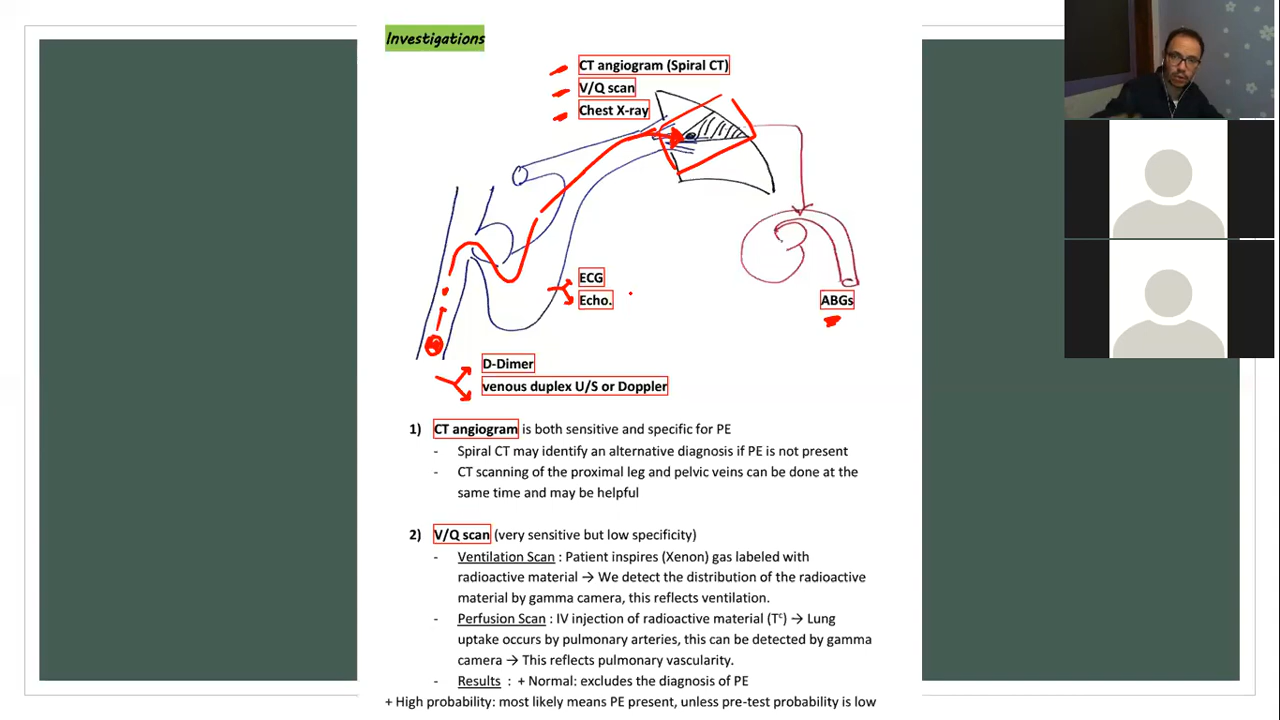 Investigations
CT angiogram (Spiral CT)
V/Q scan
Chest X-ray
ECG
Echo.
ABGs
D-Dimer
venous duplex U/S or Doppler
1) CT angiogram is both sensitive and specific for PE
- Spiral CT may identify an alternative diagnosis if PE is not present
- CT scanning of the proximal leg and pelvic veins can be done at the
same time and may be helpful
2) V/Q scan (very sensitive but low specificity)
- Ventilation Scan : Patient inspires (Xenon) gas labeled with
radioactive material → We detect the distribution of the radioactive
material by gamma camera, this reflects ventilation.
- Perfusion Scan : IV injection of radioactive material (Tᶜ) → Lung
uptake occurs by pulmonary arteries, this can be detected by gamma
camera → This reflects pulmonary vascularity.
- Results : + Normal: excludes the diagnosis of PE
+ High probability: most likely means PE present, unless pre-test probability is low